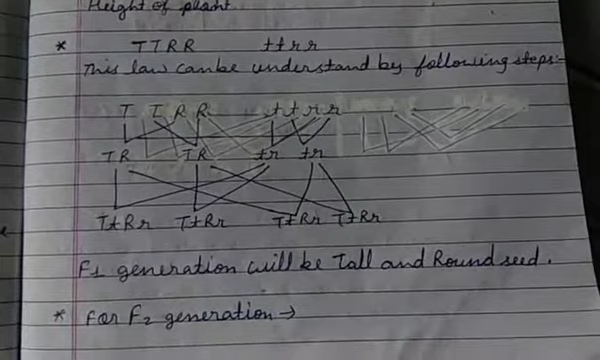 Height of plant
* TTRR ttrr
This law canbe understand by following steps:-
T T R R t t r r
TR TR tr tr
TtRr TtRr TtRr TtRr
F1 generation will be Tall and Round seed.
* For F2 generation →